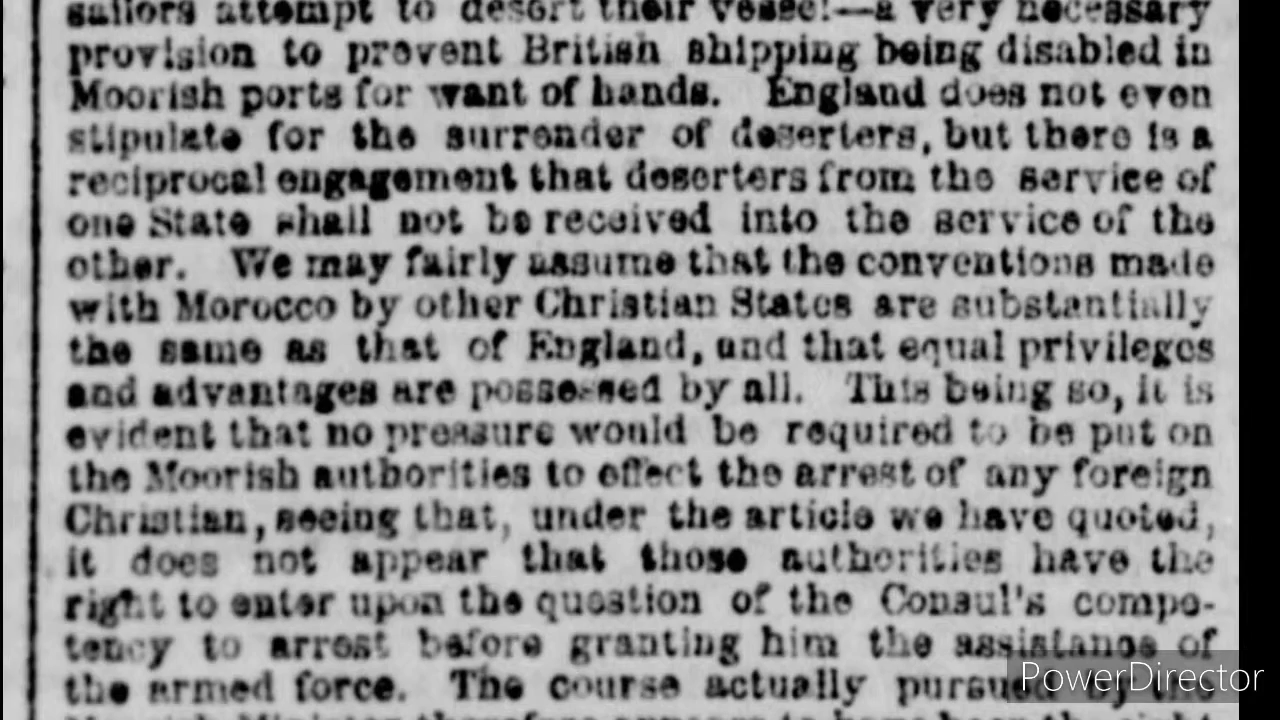 sailors attempt to desert their vessel—a very necessary
provision to prevent British shipping being disabled in
Moorish ports for want of hands. England does not even
stipulate for the surrender of deserters, but there is a
reciprocal engagement that deserters from the service of
one State shall not be received into the service of the
other. We may fairly assume that the conventions made
with Morocco by other Christian States are substantially
the same as that of England, and that equal privileges
and advantages are possessed by all. This being so, it is
evident that no pressure would be required to be put on
the Moorish authorities to effect the arrest of any foreign
Christian, seeing that, under the article we have quoted,
it does not appear that those authorities have the
right to enter upon the question of the Consul's compe-
tency to arrest before granting him the assistance of
the armed force. The course actually pursued by the
PowerDirector